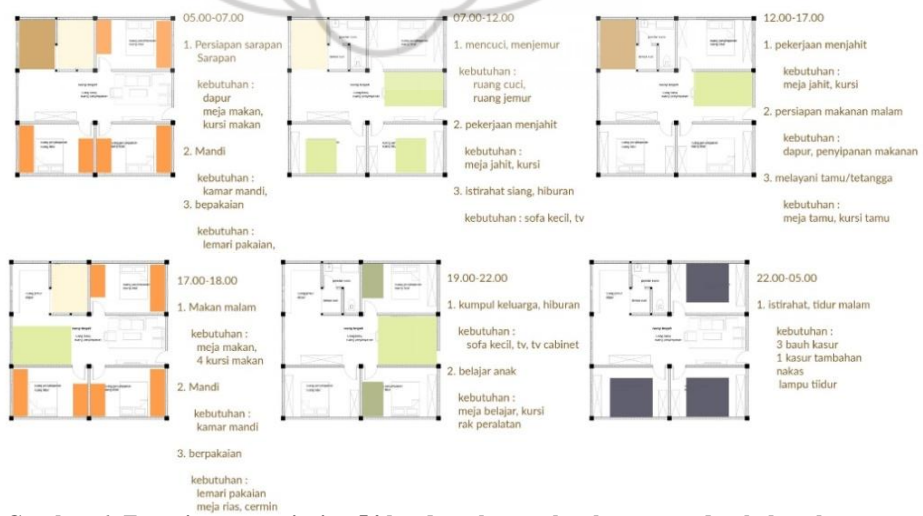 05.00-07.00
1. Persiapan sarapan
Sarapan
kebutuhan :
dapur
meja makan,
kursi makan
2. Mandi
kebutuhan :
kamar mandi,
3. bepakaian
kebutuhan :
lemari pakaian,
07.00-12.00
1. mencuci, menjemur
kebutuhan :
ruang cuci,
ruang jemur
2. pekerjaan menjahit
kebutuhan :
meja jahit, kursi
3. istirahat siang, hiburan
kebutuhan : sofa kecil, tv
12.00-17.00
1. pekerjaan menjahit
kebutuhan :
meja jahit, kursi
2. persiapan makanan malam
kebutuhan :
dapur, penyipanan makanan
3. melayani tamu/tetangga
kebutuhan :
meja tamu, kursi tamu
17.00-18.00
1. Makan malam
kebutuhan :
meja makan,
4 kursi makan
2. Mandi
kebutuhan :
kamar mandi
3. berpakaian
kebutuhan :
lemari pakaian
meja rias, cermin
19.00-22.00
1. kumpul keluarga, hiburan
kebutuhan :
sofa kecil, tv, tv cabinet
2. belajar anak
kebutuhan :
meja belajar, kursi
rak peralatan
22.00-05.00
1. istirahat, tidur malam
kebutuhan :
3 bauh kasur
1 kasur tambahan
nakas
lampu tiidur